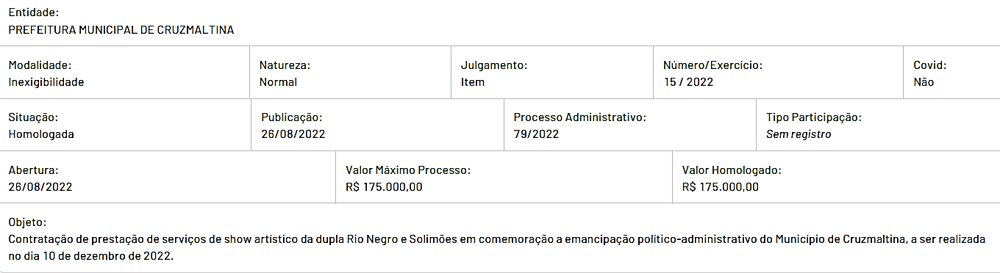 Entidade:
PREFEITURA MUNICIPAL DE CRUZMALTINA
Modalidade:
Inexigibilidade
Natureza:
Normal
Julgamento:
Item
Número/Exercício:
15 / 2022
Covid:
Não
Situação:
Homologada
Publicação:
26/08/2022
Processo Administrativo:
79/2022
Tipo Participação:
Sem registro
Abertura:
26/08/2022
Valor Máximo Processo:
R$ 175.000,00
Valor Homologado:
R$ 175.000,00
Objeto:
Contratação de prestação de serviços de show artístico da dupla Rio Negro e Solimões em comemoração a emancipação político-administrativo do Município de Cruzmaltina, a ser realizada
no dia 10 de dezembro de 2022.